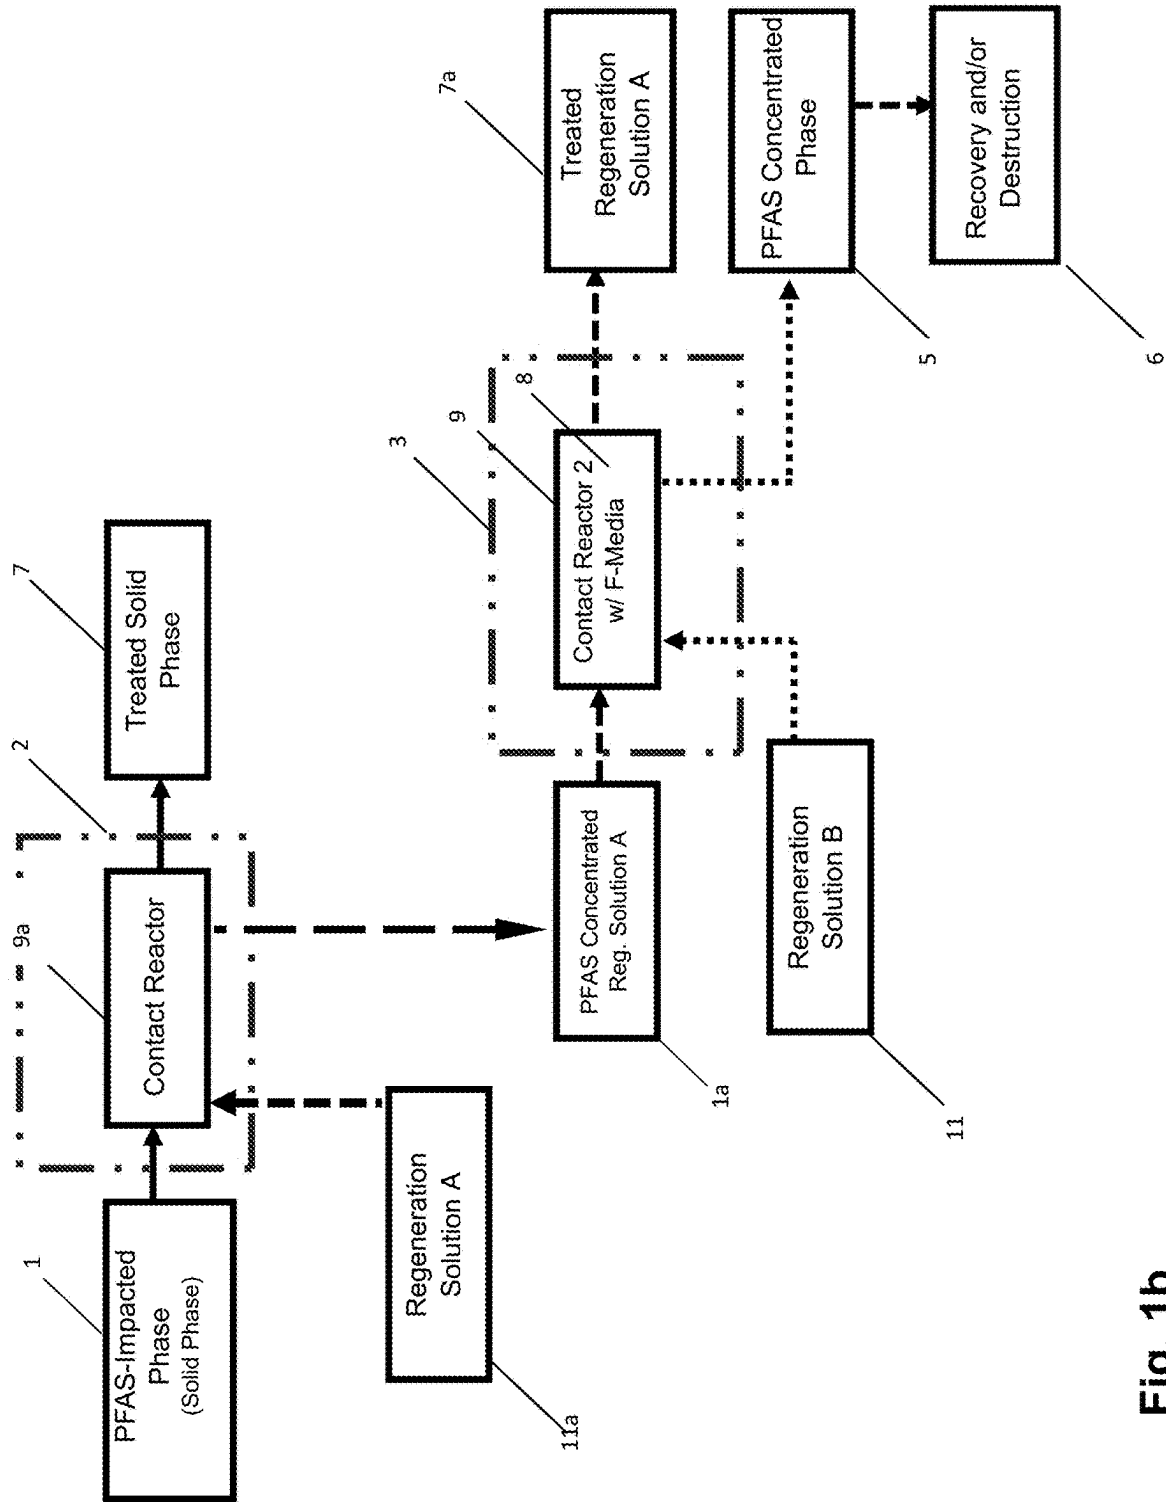 1
PFAS-Impacted
Phase
(Solid Phase)
9a
Contact Reactor
2
7
Treated Solid
Phase
11a
Regeneration
Solution A
1a
PFAS Concentrated
Reg. Solution A
3
9
8
Contact Reactor 2
w/ F-Media
7a
Treated
Regeneration
Solution A
11
Regeneration
Solution B
5
PFAS Concentrated
Phase
6
Recovery and/or
Destruction
Fig. 1b